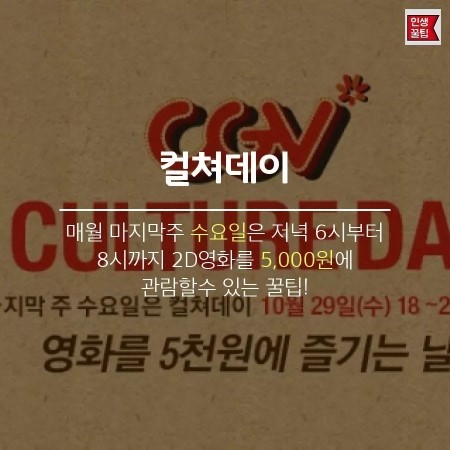 인생
꿀팁
CGV
컬쳐데이
CULTURE DA
매월 마지막주 수요일은 저녁 6시부터
8시까지 2D영화를 5,000원에
관람할수 있는 꿀팁!
지막 주 수요일은 컬쳐데이 10월 29일(수) 18 ~2
영화를 5천원에 즐기는 날